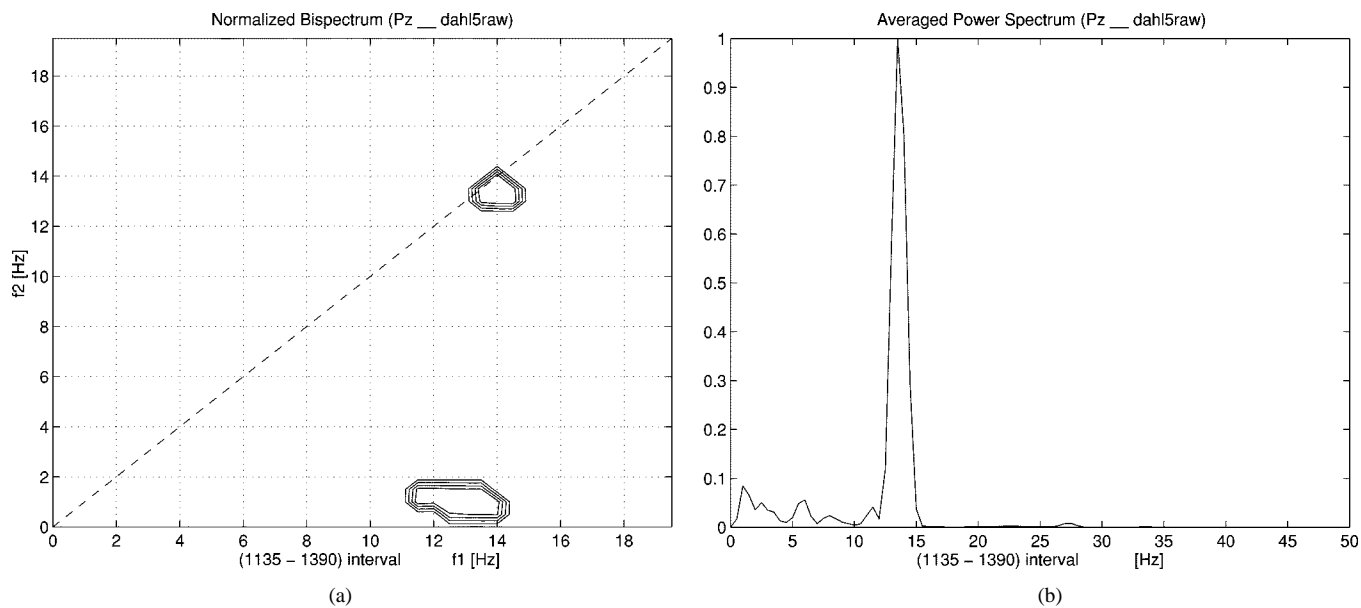 Normalized Bispectrum (Pz __ dahl5raw)
18
16
14
12
10
8
6
4
2
0
f2 [Hz]
0 2 4 6 8 10 12 14 16 18
(1135 – 1390) interval f1 [Hz]
(a)
Averaged Power Spectrum (Pz __ dahl5raw)
1
0.9
0.8
0.7
0.6
0.5
0.4
0.3
0.2
0.1
0
0 5 10 15 20 25 30 35 40 45 50
(1135 – 1390) interval [Hz]
(b)